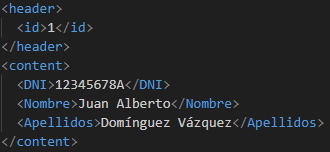 <header>
<id>1</id>
</header>
<content>
<DNI>12345678A</DNI>
<Nombre>Juan Alberto</Nombre>
<Apellidos>Domínguez Vázquez</Apellidos>
</content>